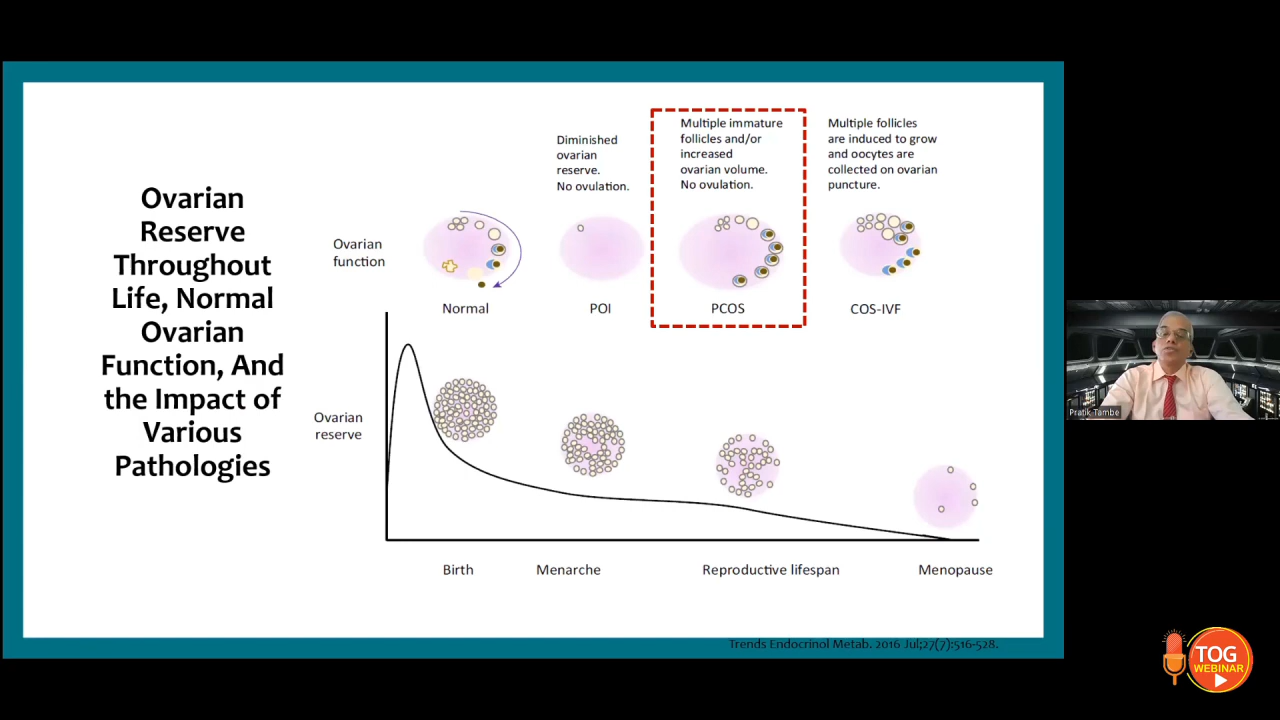 Ovarian
Reserve
Throughout
Life, Normal
Ovarian
Function, And
the Impact of
Various
Pathologies
Diminished
ovarian
reserve.
No ovulation.
Multiple immature
follicles and/or
increased
ovarian volume.
No ovulation.
Multiple follicles
are induced to grow
and oocytes are
collected on ovarian
puncture.
Ovarian
function
Normal
POI
PCOS
COS-IVF
Ovarian
reserve
Birth
Menarche
Reproductive lifespan
Menopause
Trends Endocrinol Metab. 2016 Jul;27(7):516-528.
Pratik Tambe
TOG
WEBINAR